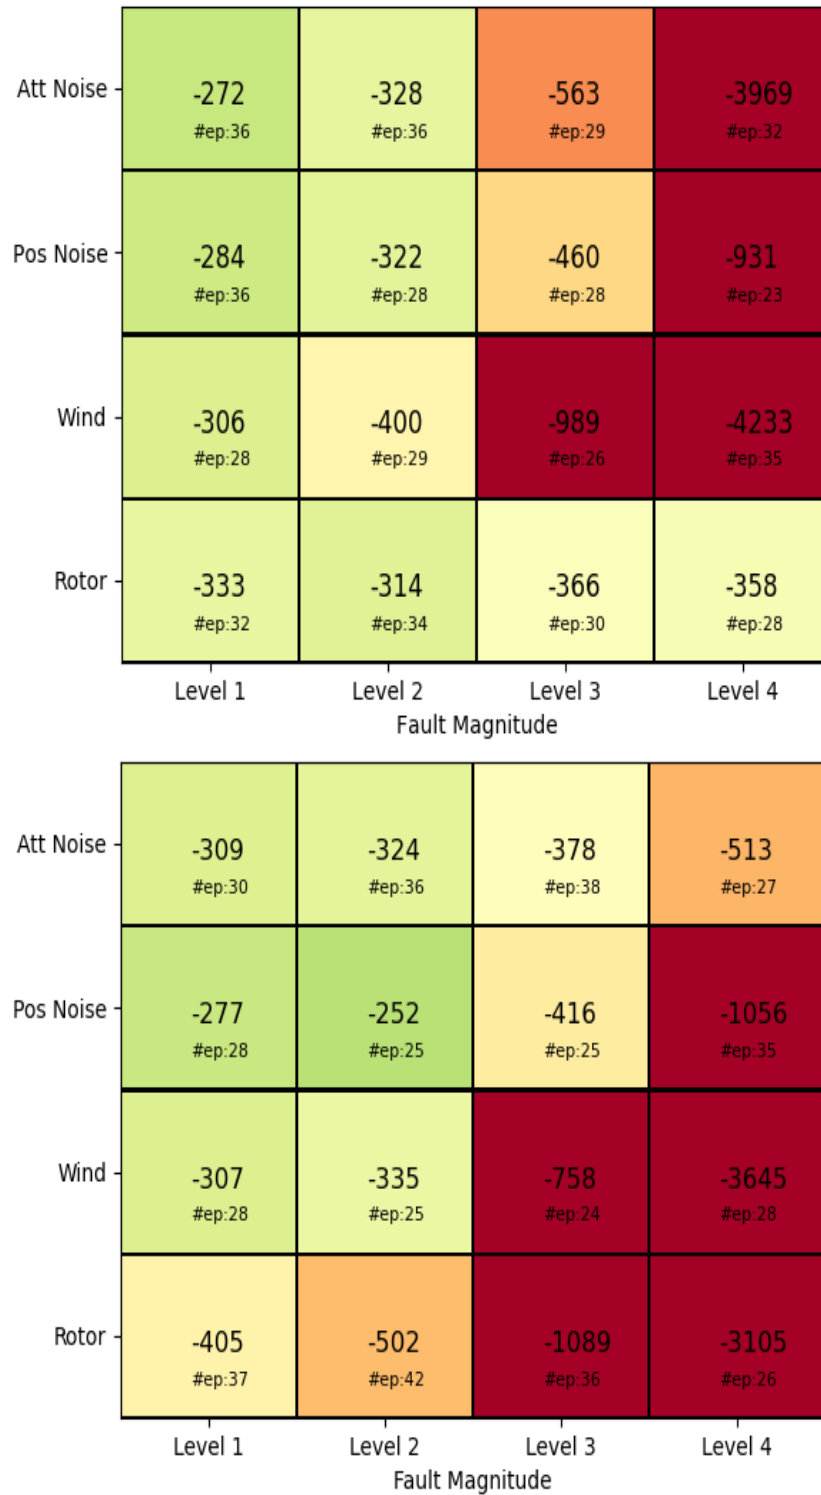 Att Noise -272 -328 -563 -3969
#ep:36 #ep:36 #ep:29 #ep:32
Pos Noise -284 -322 -460 -931
#ep:36 #ep:28 #ep:28 #ep:23
Wind -306 -400 -989 -4233
#ep:28 #ep:29 #ep:26 #ep:35
Rotor -333 -314 -366 -358
#ep:32 #ep:34 #ep:30 #ep:28
Level 1 Level 2 Level 3 Level 4
Fault Magnitude
Att Noise -309 -324 -378 -513
#ep:30 #ep:36 #ep:38 #ep:27
Pos Noise -277 -252 -416 -1056
#ep:28 #ep:25 #ep:25 #ep:35
Wind -307 -335 -758 -3645
#ep:28 #ep:25 #ep:24 #ep:28
Rotor -405 -502 -1089 -3105
#ep:37 #ep:42 #ep:36 #ep:26
Level 1 Level 2 Level 3 Level 4
Fault Magnitude